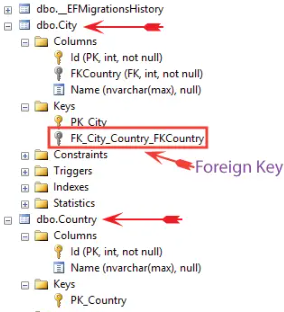 dbo.__EFMigrationsHistory
dbo.City
Columns
Id (PK, int, not null)
FKCountry (FK, int, not null)
Name (nvarchar(max), null)
Keys
PK_City
FK_City_Country_FKCountry
Constraints
Foreign Key
Triggers
Indexes
Statistics
dbo.Country
Columns
Id (PK, int, not null)
Name (nvarchar(max), null)
Keys
PK_Country